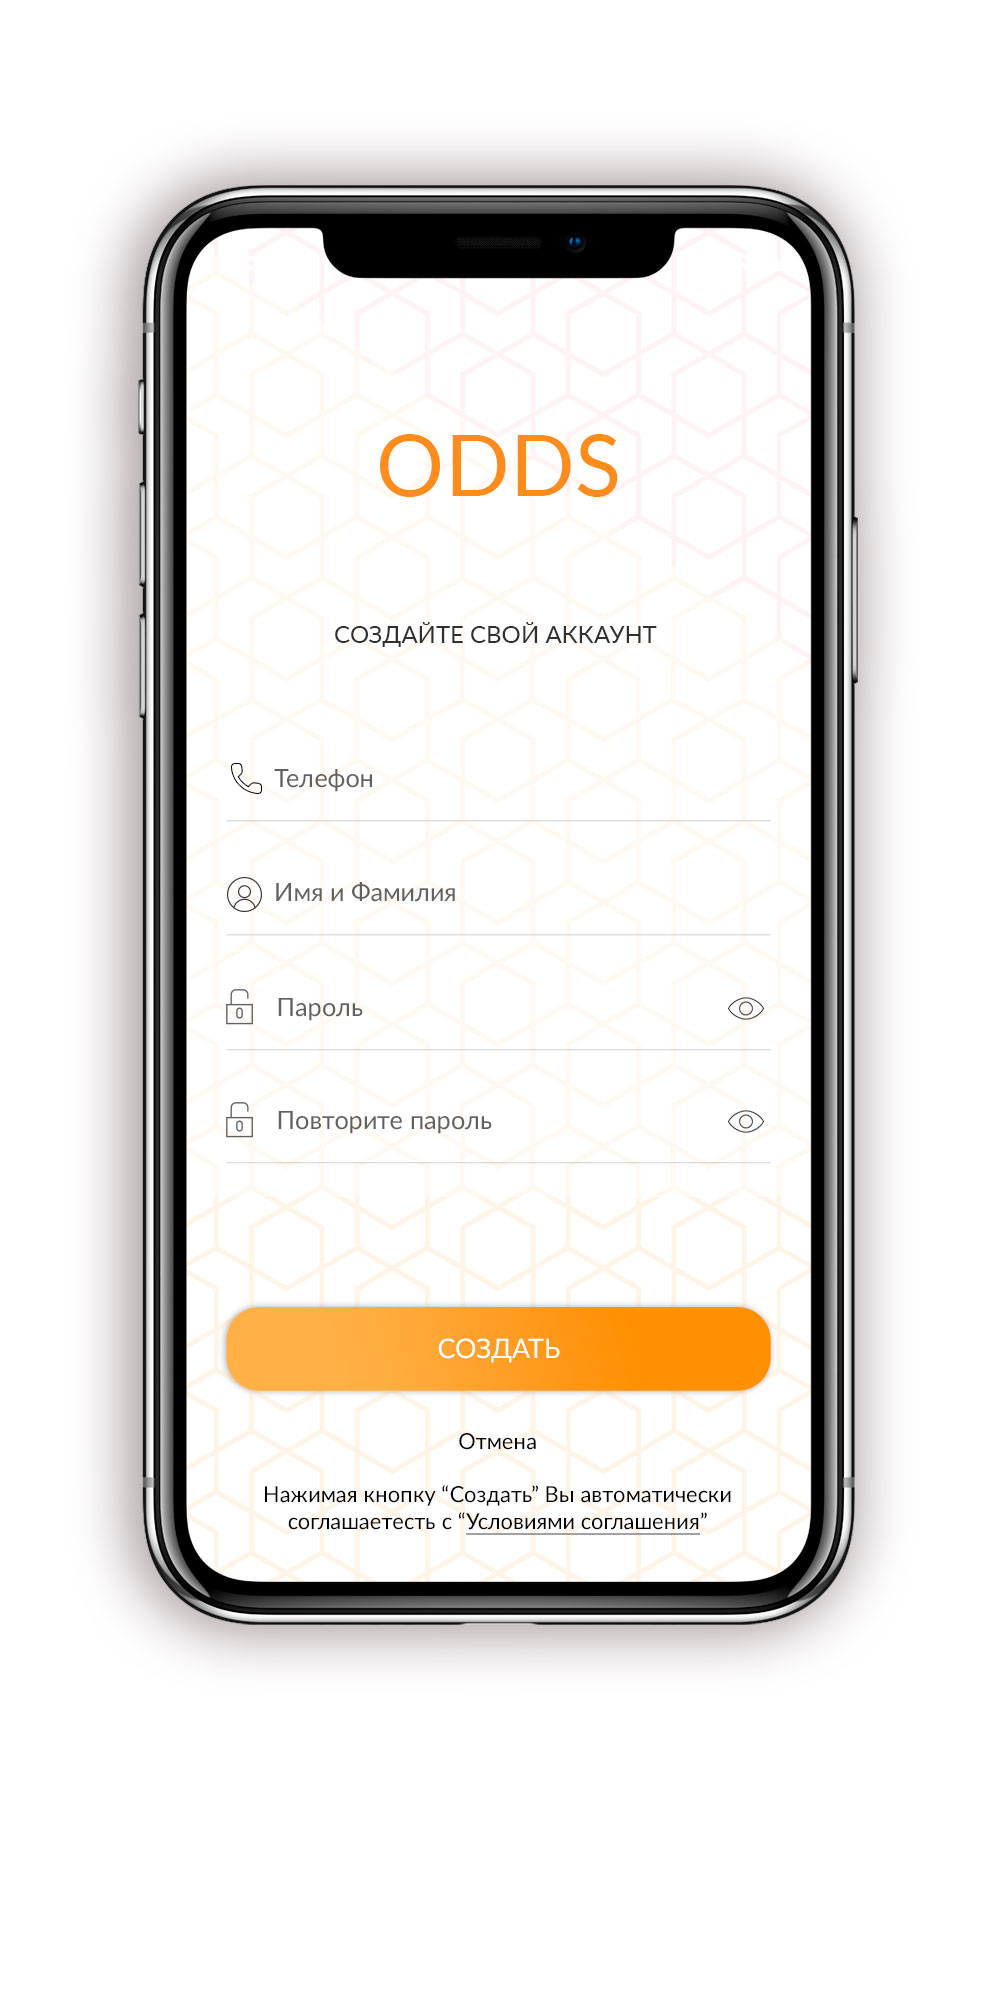 ODDS
СОЗДАЙТЕ СВОЙ АККАУНТ
Телефон
Имя и Фамилия
Пароль
Повторите пароль
СОЗДАТЬ
Отмена
Нажимая кнопку “Создать” Вы автоматически
соглашаетесть с “Условиями соглашения”